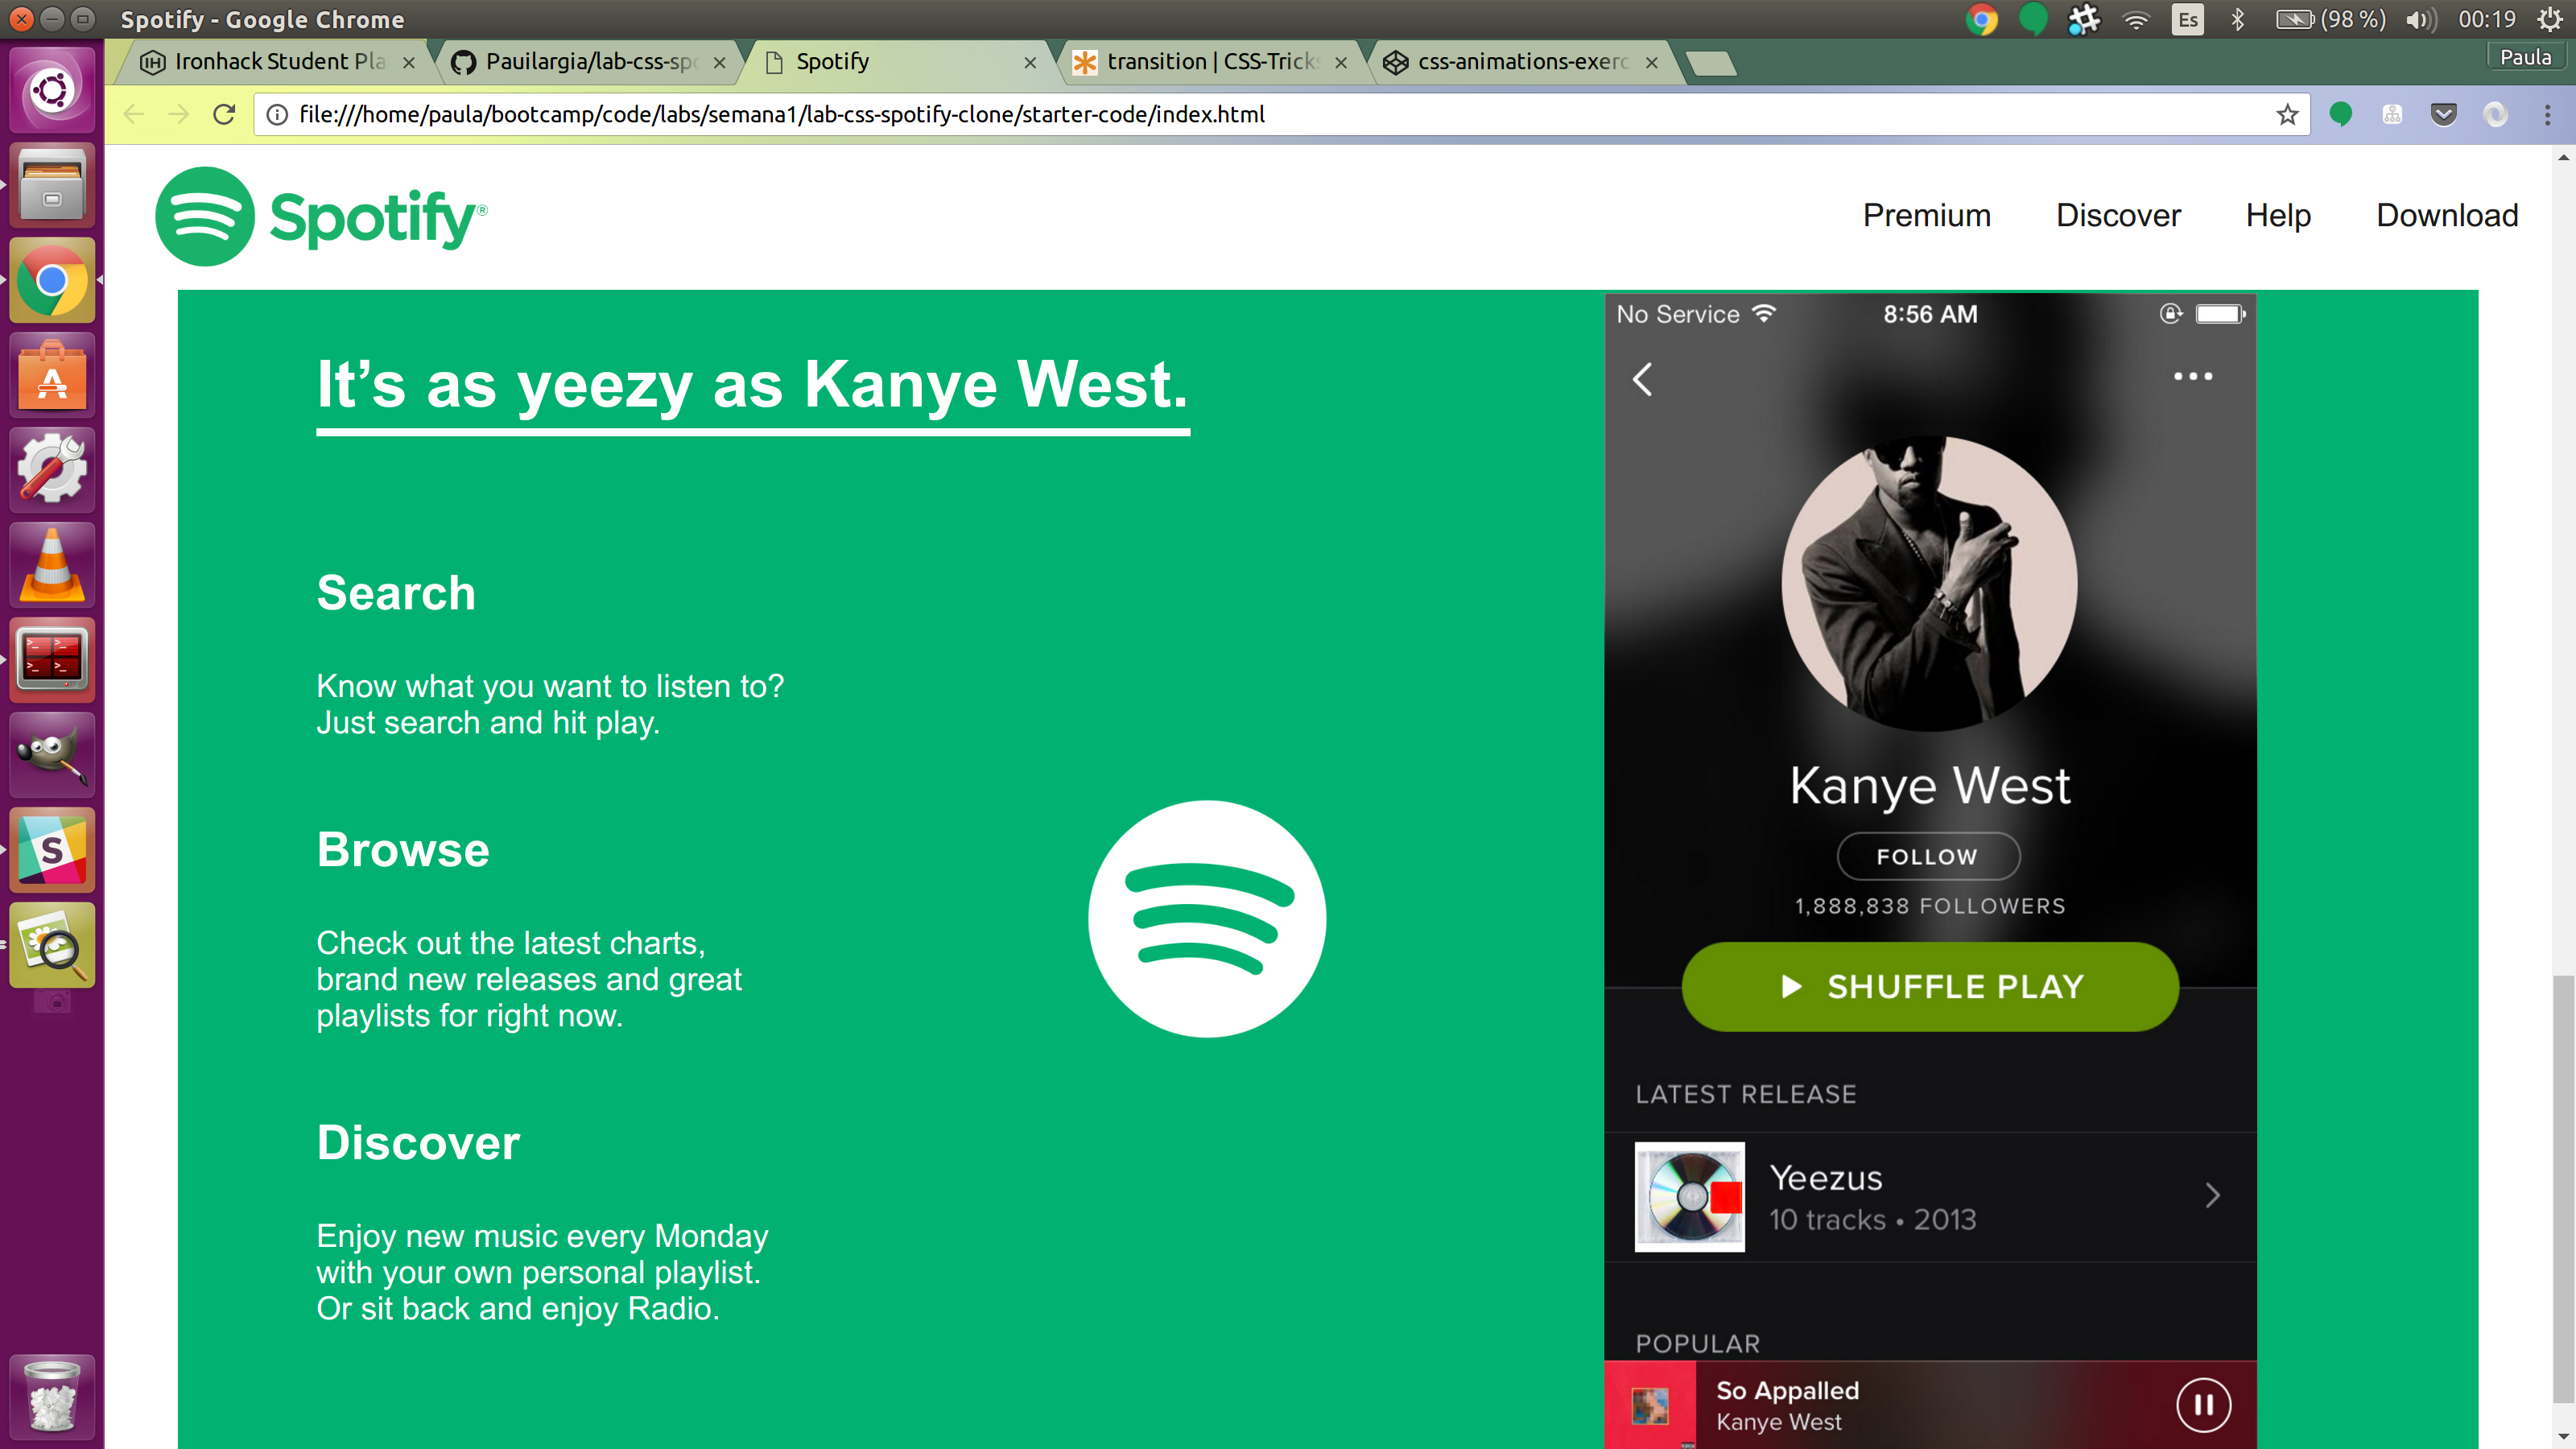 Spotify - Google Chrome
Es
(98 %)
00:19
Ironhack Student Pla
Pauilargia/lab-css-spo
Spotify
transition | CSS-Tricks
css-animations-exerc
Paula
file:///home/paula/bootcamp/code/labs/semana1/lab-css-spotify-clone/starter-code/index.html
Spotify®
Premium
Discover
Help
Download
It’s as yeezy as Kanye West.
Search
Know what you want to listen to?
Just search and hit play.
Browse
Check out the latest charts,
brand new releases and great
playlists for right now.
Discover
Enjoy new music every Monday
with your own personal playlist.
Or sit back and enjoy Radio.
No Service
8:56 AM
Kanye West
FOLLOW
1,888,838 FOLLOWERS
SHUFFLE PLAY
LATEST RELEASE
Yeezus
10 tracks • 2013
POPULAR
So Appalled
Kanye West